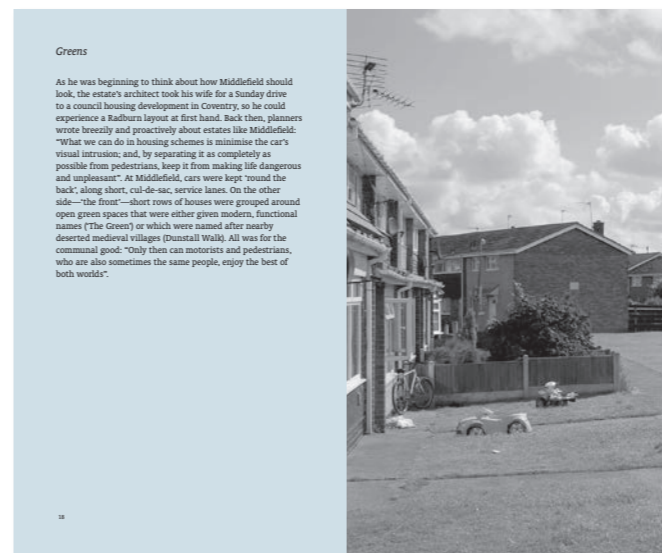 Greens
As he was beginning to think about how Middlefield should
look, the estate’s architect took his wife for a Sunday drive
to a council housing development in Coventry, so he could
experience a Radburn layout at first hand. Back then, planners
wrote breezily and proactively about estates like Middlefield:
“What we can do in housing schemes is minimise the car’s
visual intrusion; and, by separating it as completely as
possible from pedestrians, keep it from making life dangerous
and unpleasant”. At Middlefield, cars were kept ‘round the
back’, along short, cul-de-sac, service lanes. On the other
side—‘the front’—short rows of houses were grouped around
open green spaces that were either given modern, functional
names (‘The Green’) or which were named after nearby
deserted medieval villages (Dunstall Walk). All was for the
communal good: “Only then can motorists and pedestrians,
who are also sometimes the same people, enjoy the best of
both worlds”.
18